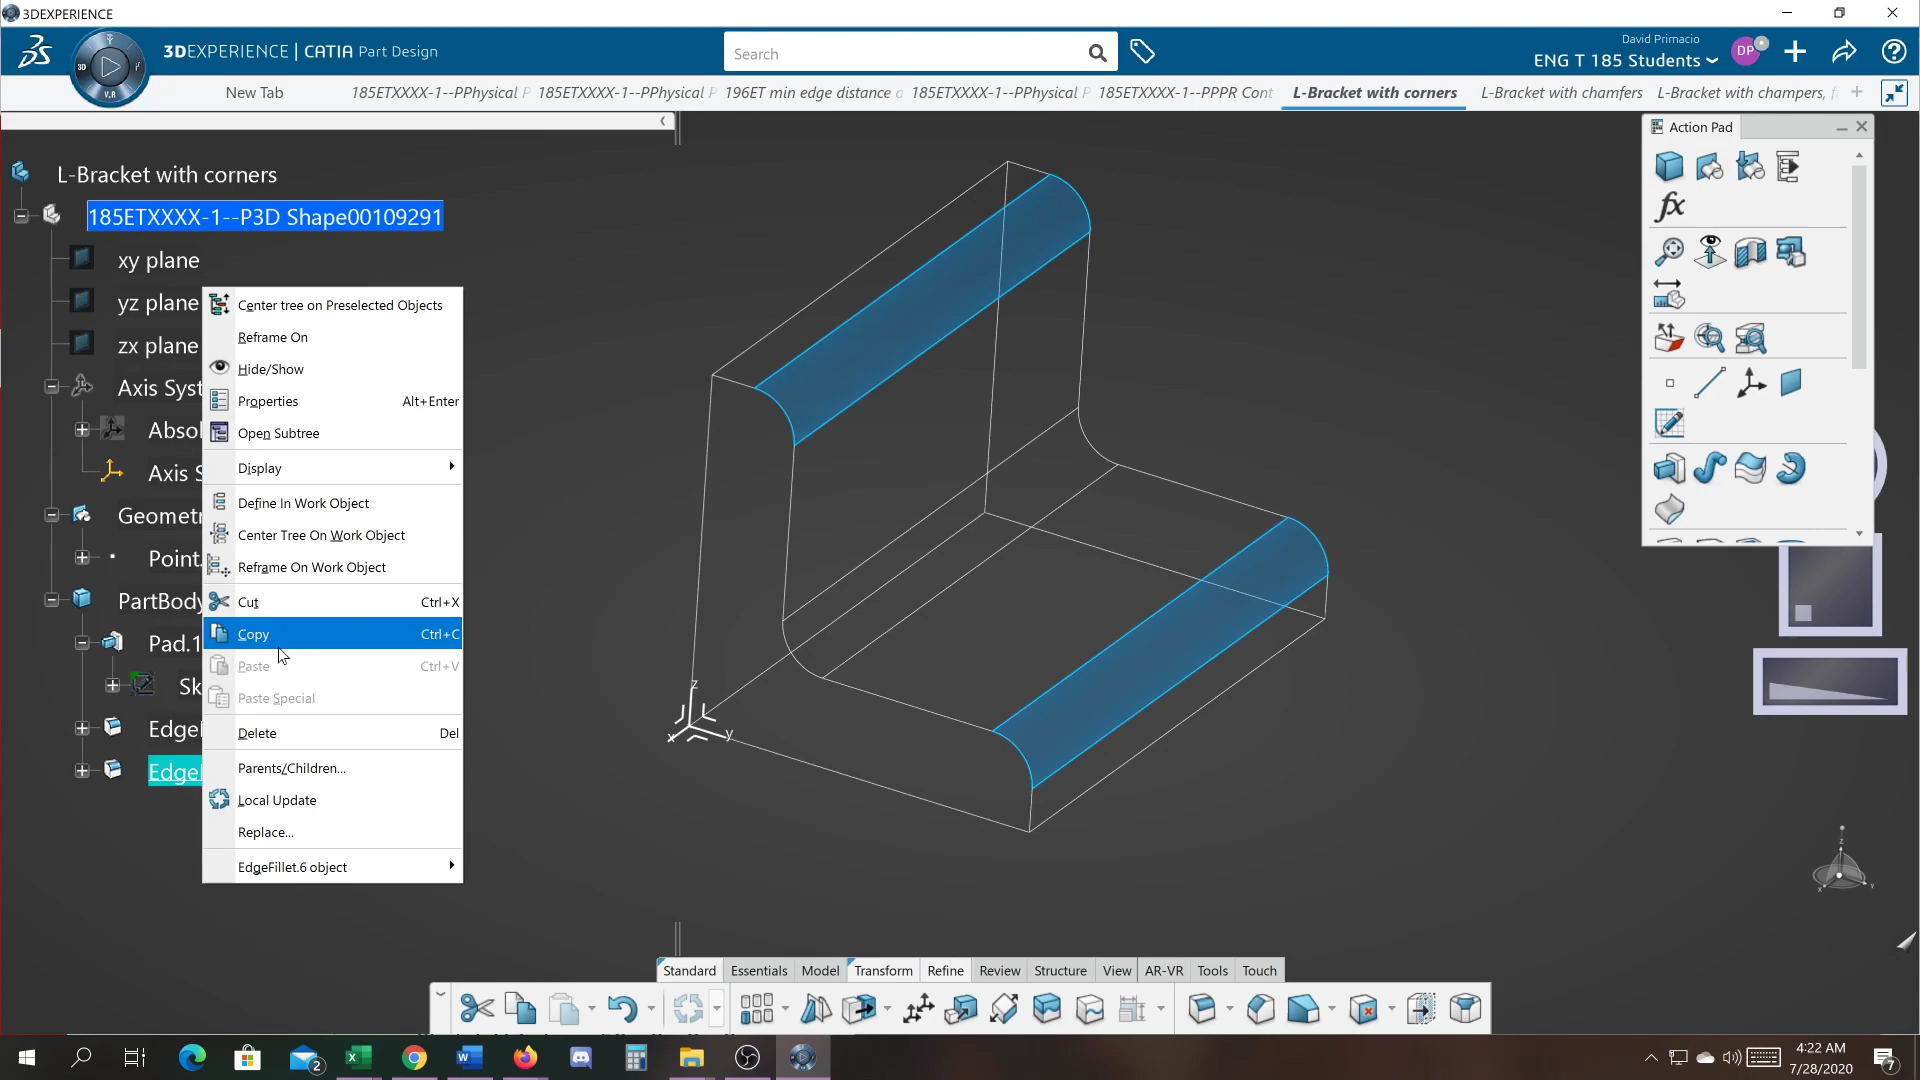 3DEXPERIENCE
3DEXPERIENCE | CATIA Part Design
3D
V.R
Search
David Primacio
ENG T 185 Students
DP
New Tab
185ETXXXX-1--PPhysical P
185ETXXXX-1--PPhysical P
196ET min edge distance a
185ETXXXX-1--PPhysical P
185ETXXXX-1--PPPR Cont
L-Bracket with corners
L-Bracket with chamfers
L-Bracket with champers, f
Action Pad
fx
L-Bracket with corners
185ETXXXX-1--P3D Shape00109291
xy plane
yz plane
zx plane
Axis Syst
Absol
Axis S
Geometr
Point.
PartBody
Pad.1
Sk
EdgeF
EdgeF
Center tree on Preselected Objects
Reframe On
Hide/Show
Properties Alt+Enter
Open Subtree
Display
Define In Work Object
Center Tree On Work Object
Reframe On Work Object
Cut Ctrl+X
Copy Ctrl+C
Paste Ctrl+V
Paste Special
Delete Del
Parents/Children...
Local Update
Replace...
EdgeFillet.6 object
z
x
y
z
x
y
Standard Essentials Model Transform Refine Review Structure View AR-VR Tools Touch
2
4:22 AM
7/28/2020
7